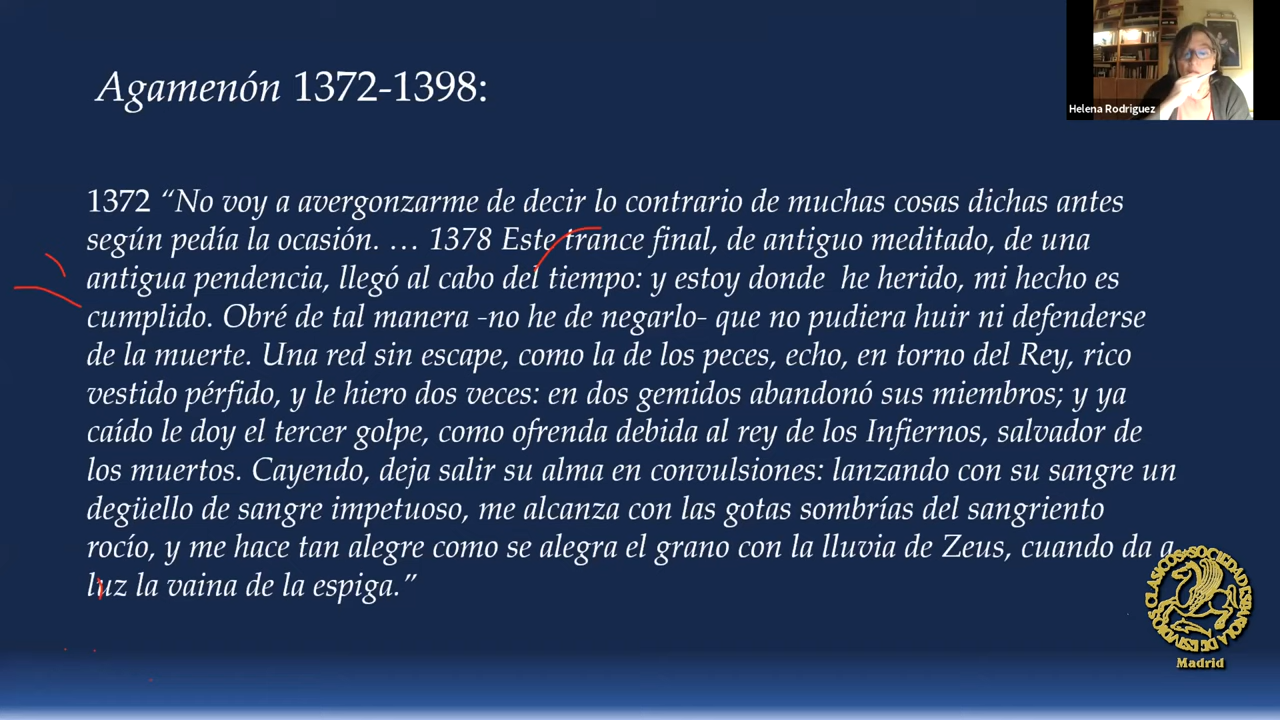 Agamenón 1372-1398:
Helena Rodriguez
1372 “No voy a avergonzarme de decir lo contrario de muchas cosas dichas antes
según pedía la ocasión. … 1378 Este trance final, de antiguo meditado, de una
antigua pendencia, llegó al cabo del tiempo: y estoy donde he herido, mi hecho es
cumplido. Obré de tal manera -no he de negarlo- que no pudiera huir ni defenderse
de la muerte. Una red sin escape, como la de los peces, echo, en torno del Rey, rico
vestido pérfido, y le hiero dos veces: en dos gemidos abandonó sus miembros; y ya
caído le doy el tercer golpe, como ofrenda debida al rey de los Infiernos, salvador de
los muertos. Cayendo, deja salir su alma en convulsiones: lanzando con su sangre un
degüello de sangre impetuoso, me alcanza con las gotas sombrías del sangriento
rocío, y me hace tan alegre como se alegra el grano con la lluvia de Zeus, cuando da a
luz la vaina de la espiga.”
SOCIEDAD ESPAÑOLA DE ESTUDIOS CLASICOS
Madrid